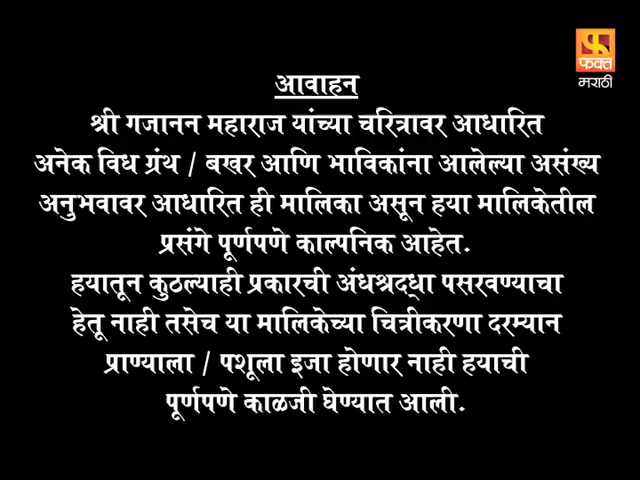 फक्त
मराठी
आवाहन
श्री गजानन महाराज यांच्या चरित्रावर आधारित
अनेक विध ग्रंथ / बखर आणि भाविकांना आलेल्या असंख्य
अनुभवावर आधारित ही मालिका असून हया मालिकेतील
प्रसंगे पूर्णपणे काल्पनिक आहेत.
हयातून कुठल्याही प्रकारची अंधश्रद्धा पसरवण्याचा
हेतू नाही तसेच या मालिकेच्या चित्रीकरणा दरम्यान
प्राण्याला / पशूला इजा होणार नाही हयाची
पूर्णपणे काळजी घेण्यात आली.